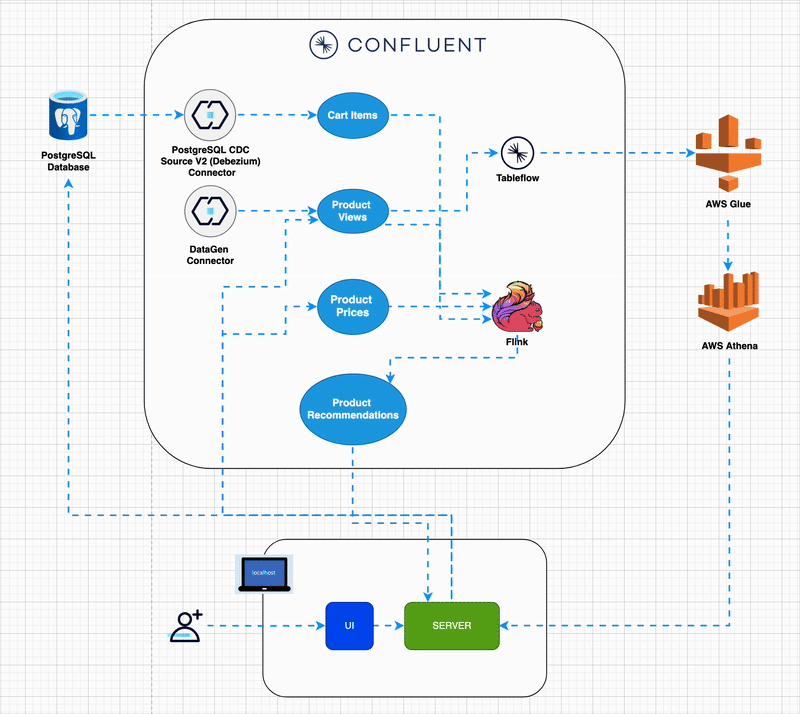 CONFLUENT
PostgreSQL
Database
PostgreSQL CDC
Source V2 (Debezium)
Connector
Cart Items
Tableflow
AWS Glue
DataGen
Connector
Product
Views
Product
Prices
Flink
AWS Athena
Product
Recommendations
localhost
UI
SERVER